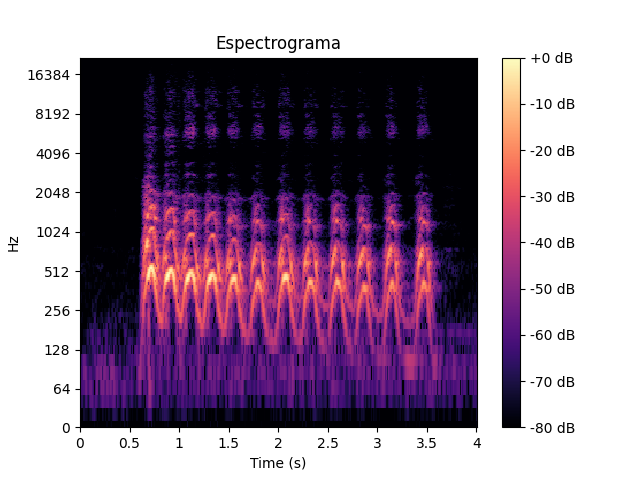 Espectrograma
16384
8192
4096
2048
1024
512
256
128
64
0
Hz
0 0.5 1 1.5 2 2.5 3 3.5 4
Time (s)
+0 dB
-10 dB
-20 dB
-30 dB
-40 dB
-50 dB
-60 dB
-70 dB
-80 dB